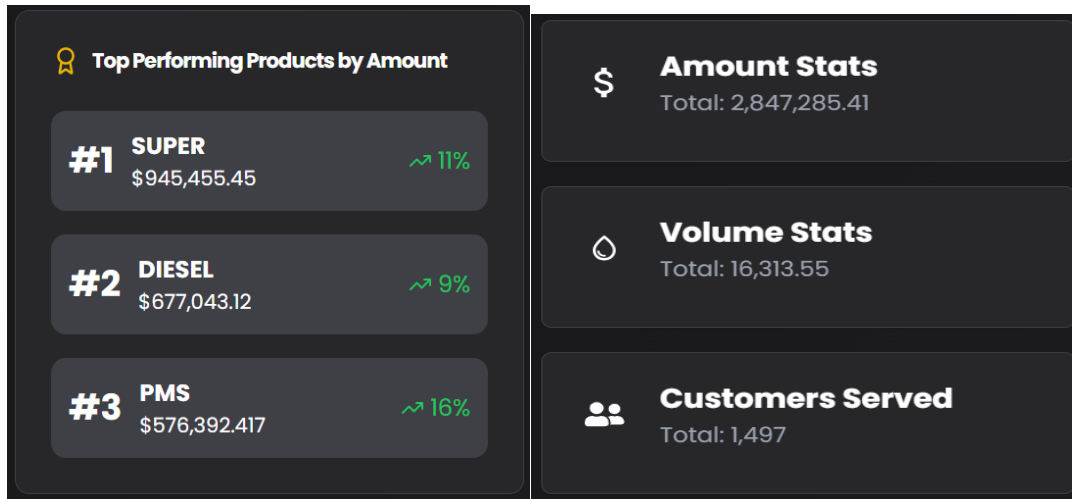 Top Performing Products by Amount
#1
SUPER
$945,455.45
11%
#2
DIESEL
$677,043.12
9%
#3
PMS
$576,392.417
16%
$
Amount Stats
Total: 2,847,285.41
Volume Stats
Total: 16,313.55
Customers Served
Total: 1,497